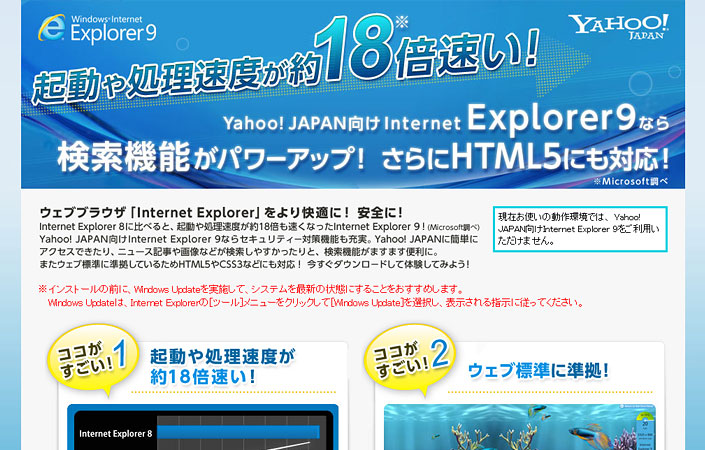 Windows® Internet
Explorer9
YAHOO!
JAPAN
起動や処理速度が約18※倍速い!
Yahoo! JAPAN向け Internet Explorer9なら
検索機能がパワーアップ! さらにHTML5にも対応!
※Microsoft調べ
ウェブブラウザ「Internet Explorer」をより快適に! 安全に!
Internet Explorer 8に比べると、起動や処理速度が約18倍も速くなったInternet Explorer 9!(Microsoft調べ)
Yahoo! JAPAN向けInternet Explorer 9ならセキュリティー対策機能も充実。Yahoo! JAPANに簡単に
アクセスできたり、ニュース記事や画像などが検索しやすかったりと、検索機能がますます便利に。
またウェブ標準に準拠しているためHTML5やCSS3などにも対応! 今すぐダウンロードして体験してみよう!
現在お使いの動作環境では、Yahoo!
JAPAN向けInternet Explorer 9をご利用い
ただけません。
※インストールの前に、Windows Updateを実施して、システムを最新の状態にすることをおすすめします。
Windows Updateは、Internet Explorerの[ツール]メニューをクリックして[Windows Update]を選択し、表示される指示に従ってください。
ココが
すごい!1
起動や処理速度が
約18倍速い!
Internet Explorer 8
ココが
すごい!2
ウェブ標準に準拠!